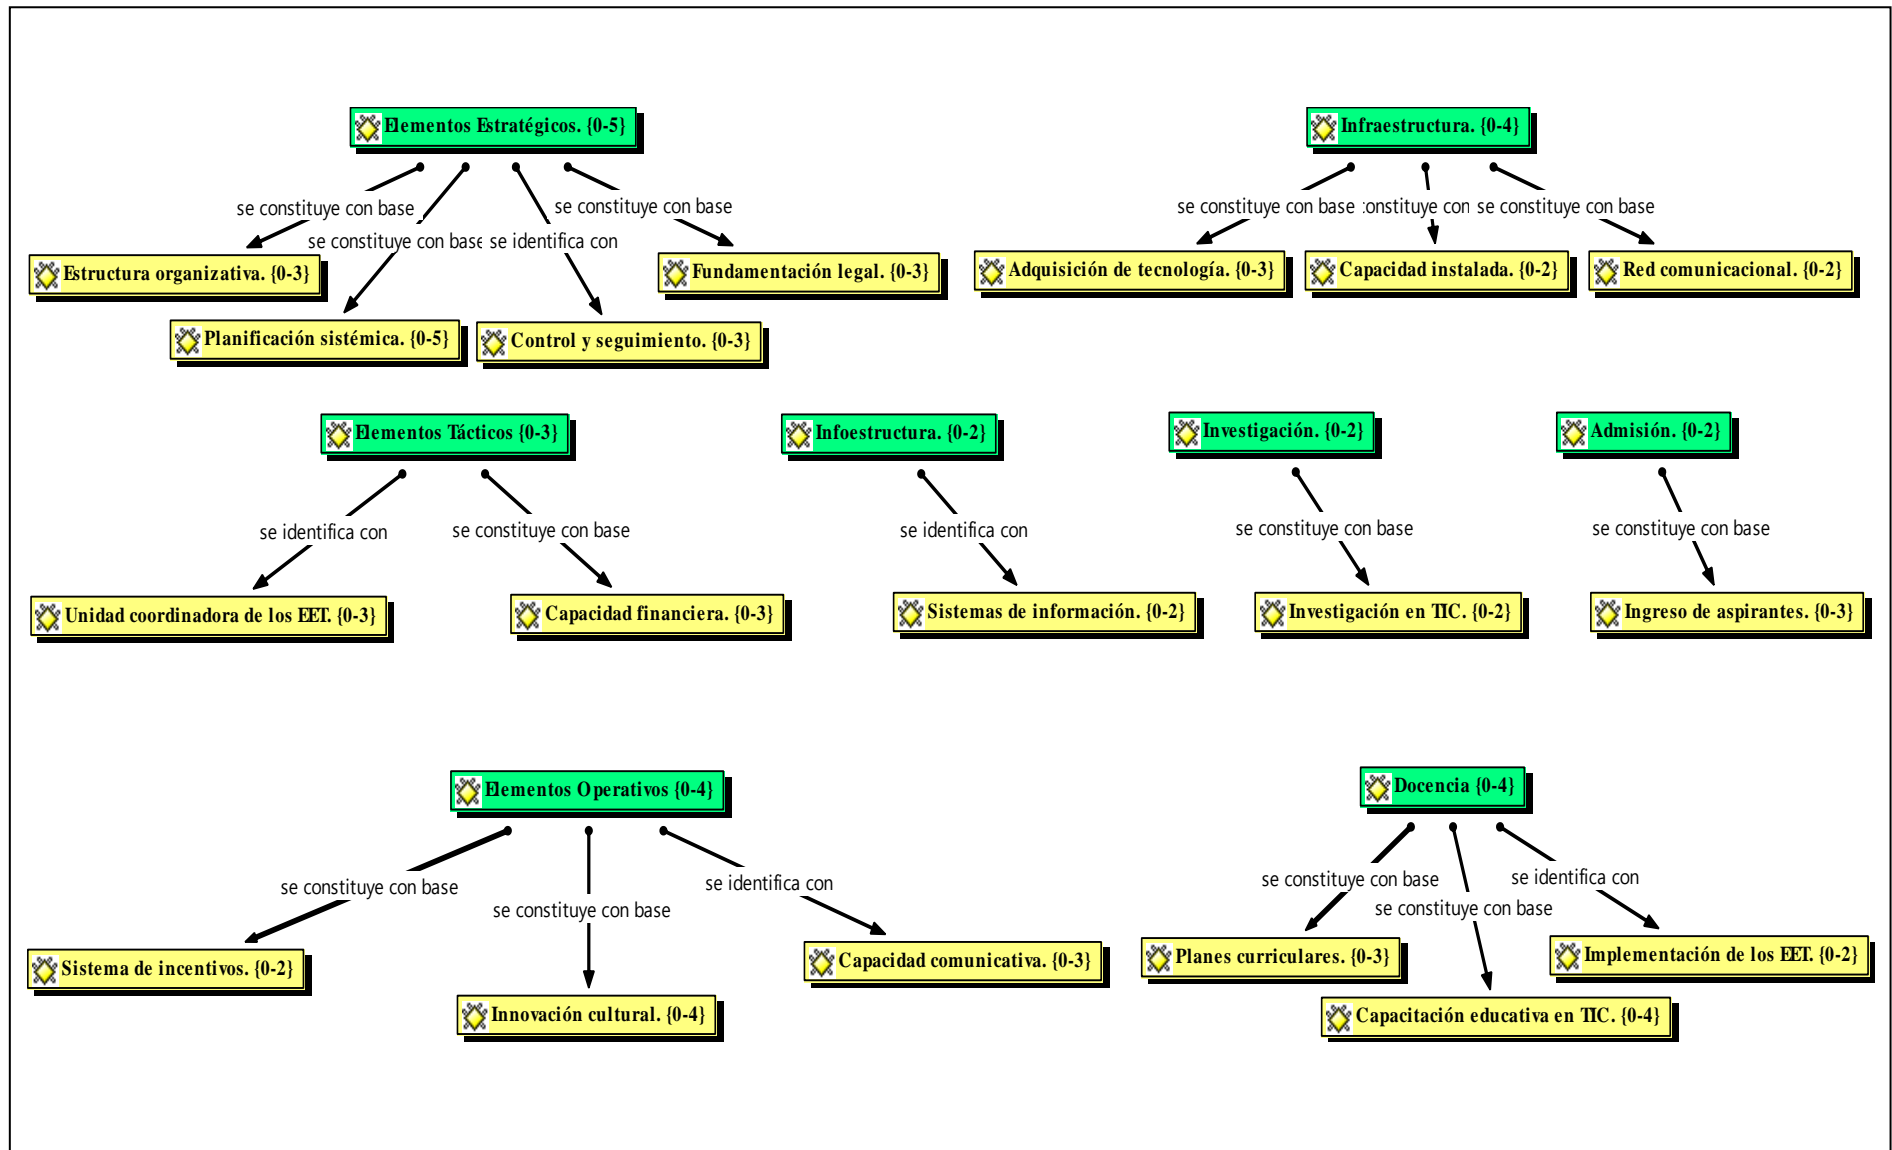 Elementos Estratégicos. {0-5}
Infraestructura. {0-4}
se constituye con base
se constituye con base
se constituye con base
se identifica con
se constituye con base
constituye con
se constituye con base
Estructura organizativa. {0-3}
Fundamentación legal. {0-3}
Adquisición de tecnología. {0-3}
Capacidad instalada. {0-2}
Red comunicacional. {0-2}
Planificación sistémica. {0-5}
Control y seguimiento. {0-3}
Elementos Tácticos {0-3}
Infoestructura. {0-2}
Investigación. {0-2}
Admisión. {0-2}
se identifica con
se constituye con base
se identifica con
se constituye con base
se constituye con base
Unidad coordinadora de los EET. {0-3}
Capacidad financiera. {0-3}
Sistemas de información. {0-2}
Investigación en TIC. {0-2}
Ingreso de aspirantes. {0-3}
Elementos Operativos {0-4}
Docencia {0-4}
se constituye con base
se constituye con base
se identifica con
se constituye con base
se constituye con base
se identifica con
Sistema de incentivos. {0-2}
Capacidad comunicativa. {0-3}
Planes curriculares. {0-3}
Implementación de los EET. {0-2}
Innovación cultural. {0-4}
Capacitación educativa en TIC. {0-4}